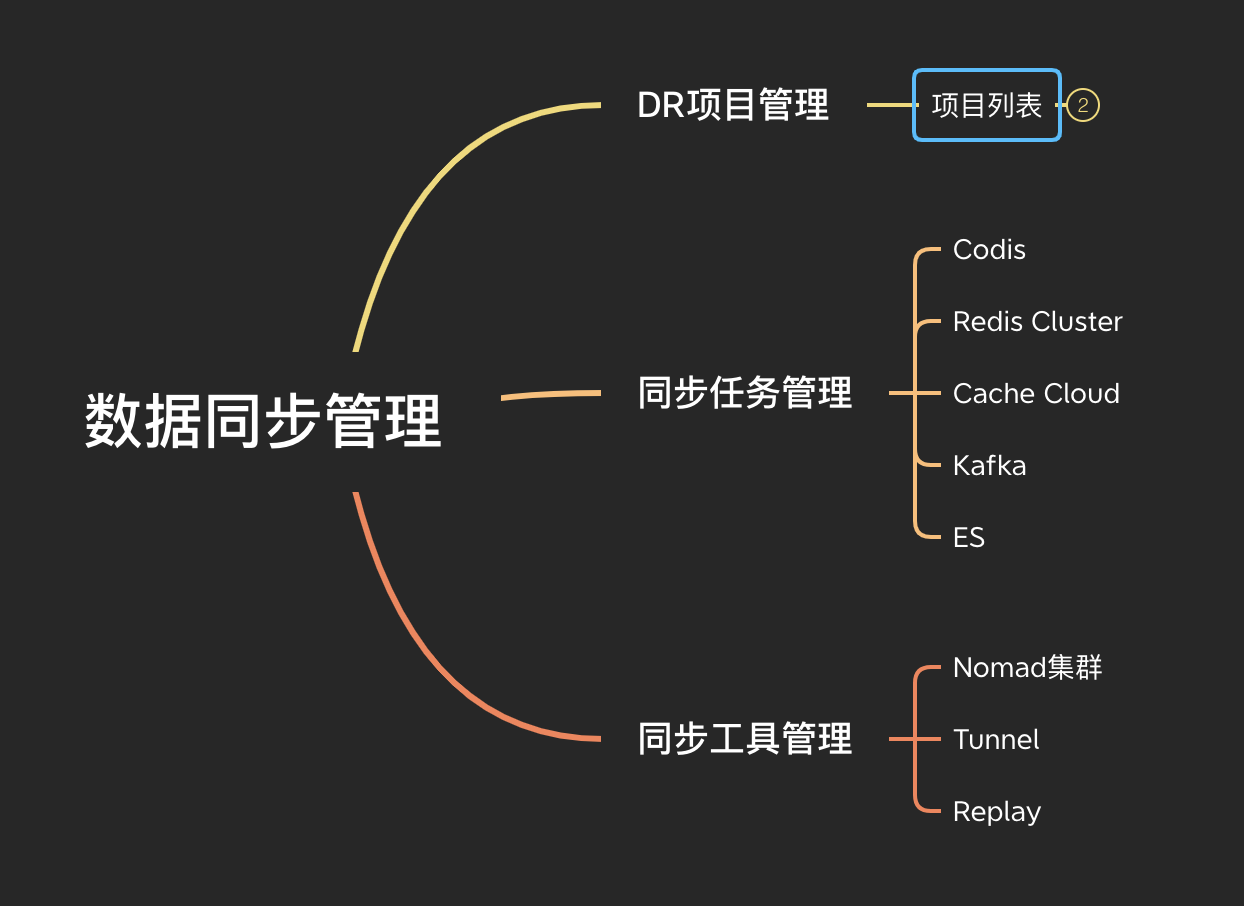 数据同步管理
DR项目管理
项目列表
2
同步任务管理
Codis
Redis Cluster
Cache Cloud
Kafka
ES
同步工具管理
Nomad集群
Tunnel
Replay